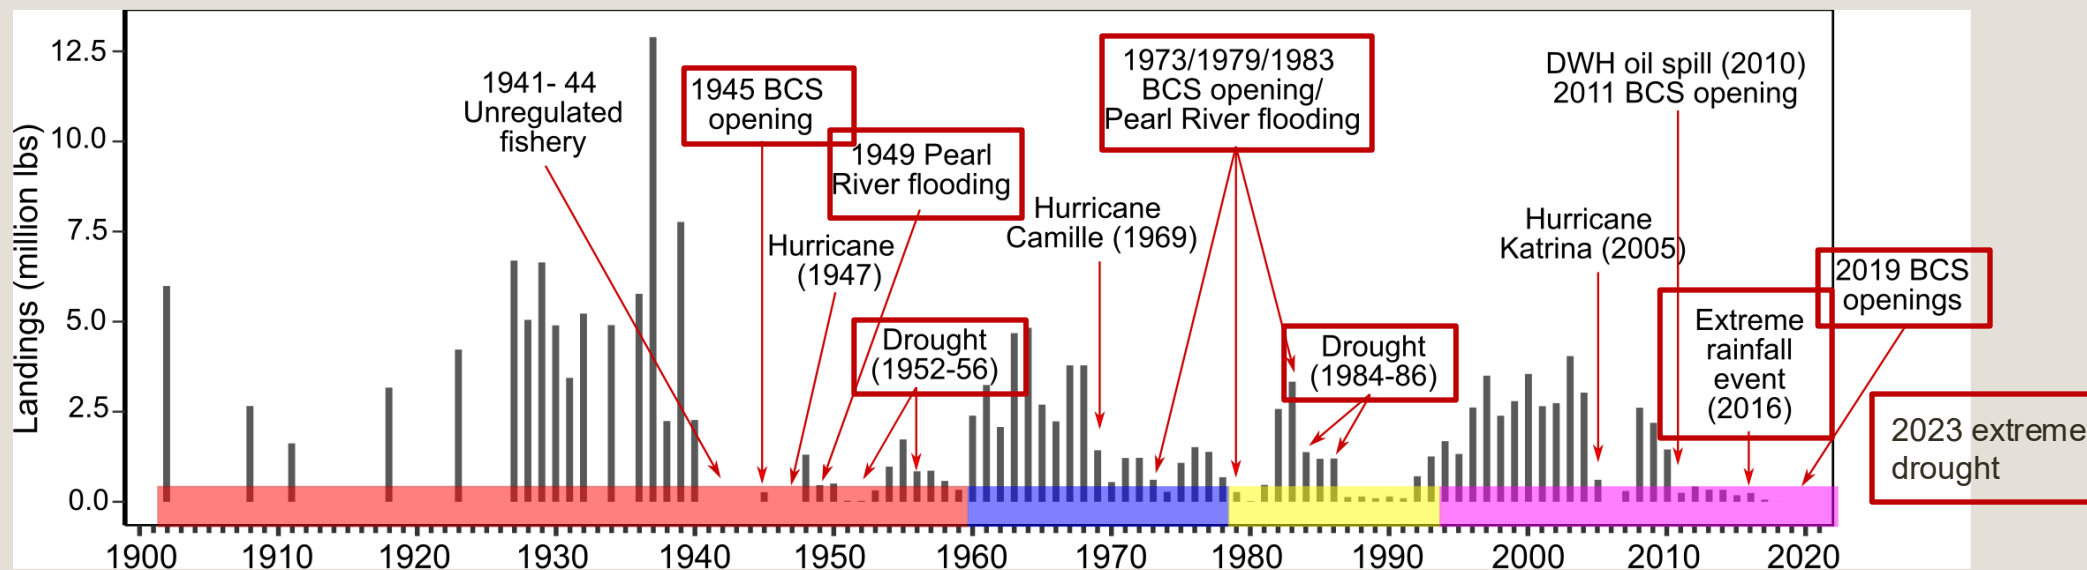 Landings (million lbs)
12.5
10.0
7.5
5.0
2.5
0.0
1941- 44
Unregulated
fishery
1945 BCS
opening
1949 Pearl
River flooding
Hurricane
(1947)
Drought
(1952-56)
Hurricane
Camille (1969)
1973/1979/1983
BCS opening/
Pearl River flooding
Drought
(1984-86)
DWH oil spill (2010)
2011 BCS opening
Hurricane
Katrina (2005)
Extreme
rainfall
event
(2016)
2019 BCS
openings
2023 extreme
drought
1900 1910 1920 1930 1940 1950 1960 1970 1980 1990 2000 2010 2020